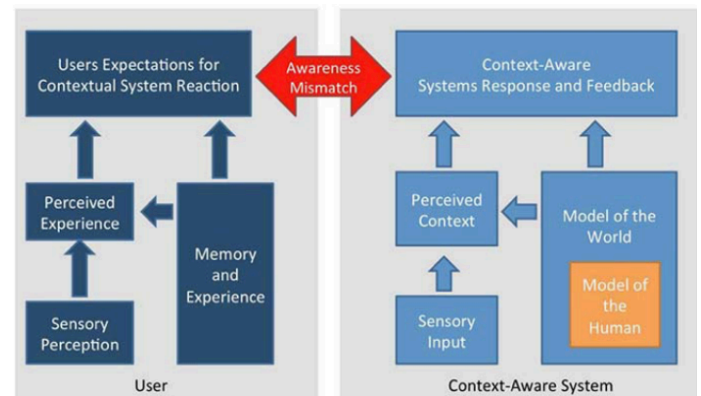 Users Expectations for
Contextual System Reaction
Awareness
Mismatch
Context-Aware
Systems Response and Feedback
Perceived
Experience
Memory
and
Experience
Sensory
Perception
User
Perceived
Context
Model of the
World
Model of
the
Human
Sensory
Input
Context-Aware System